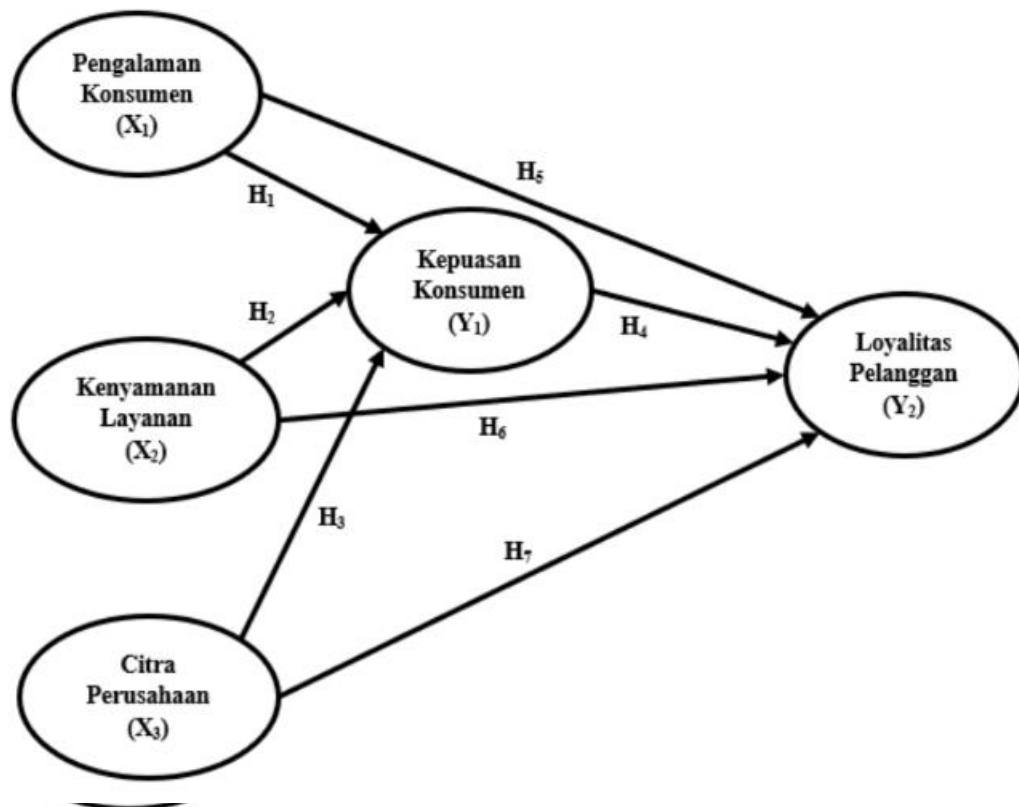 Pengalaman
Konsumen
(X₁)
H₅
H₁
Kepuasan
Konsumen
(Y₁)
H₂
H₄
Loyalitas
Pelanggan
(Y₂)
Kenyamanan
Layanan
(X₂)
H₆
H₃
H₇
Citra
Perusahaan
(X₃)